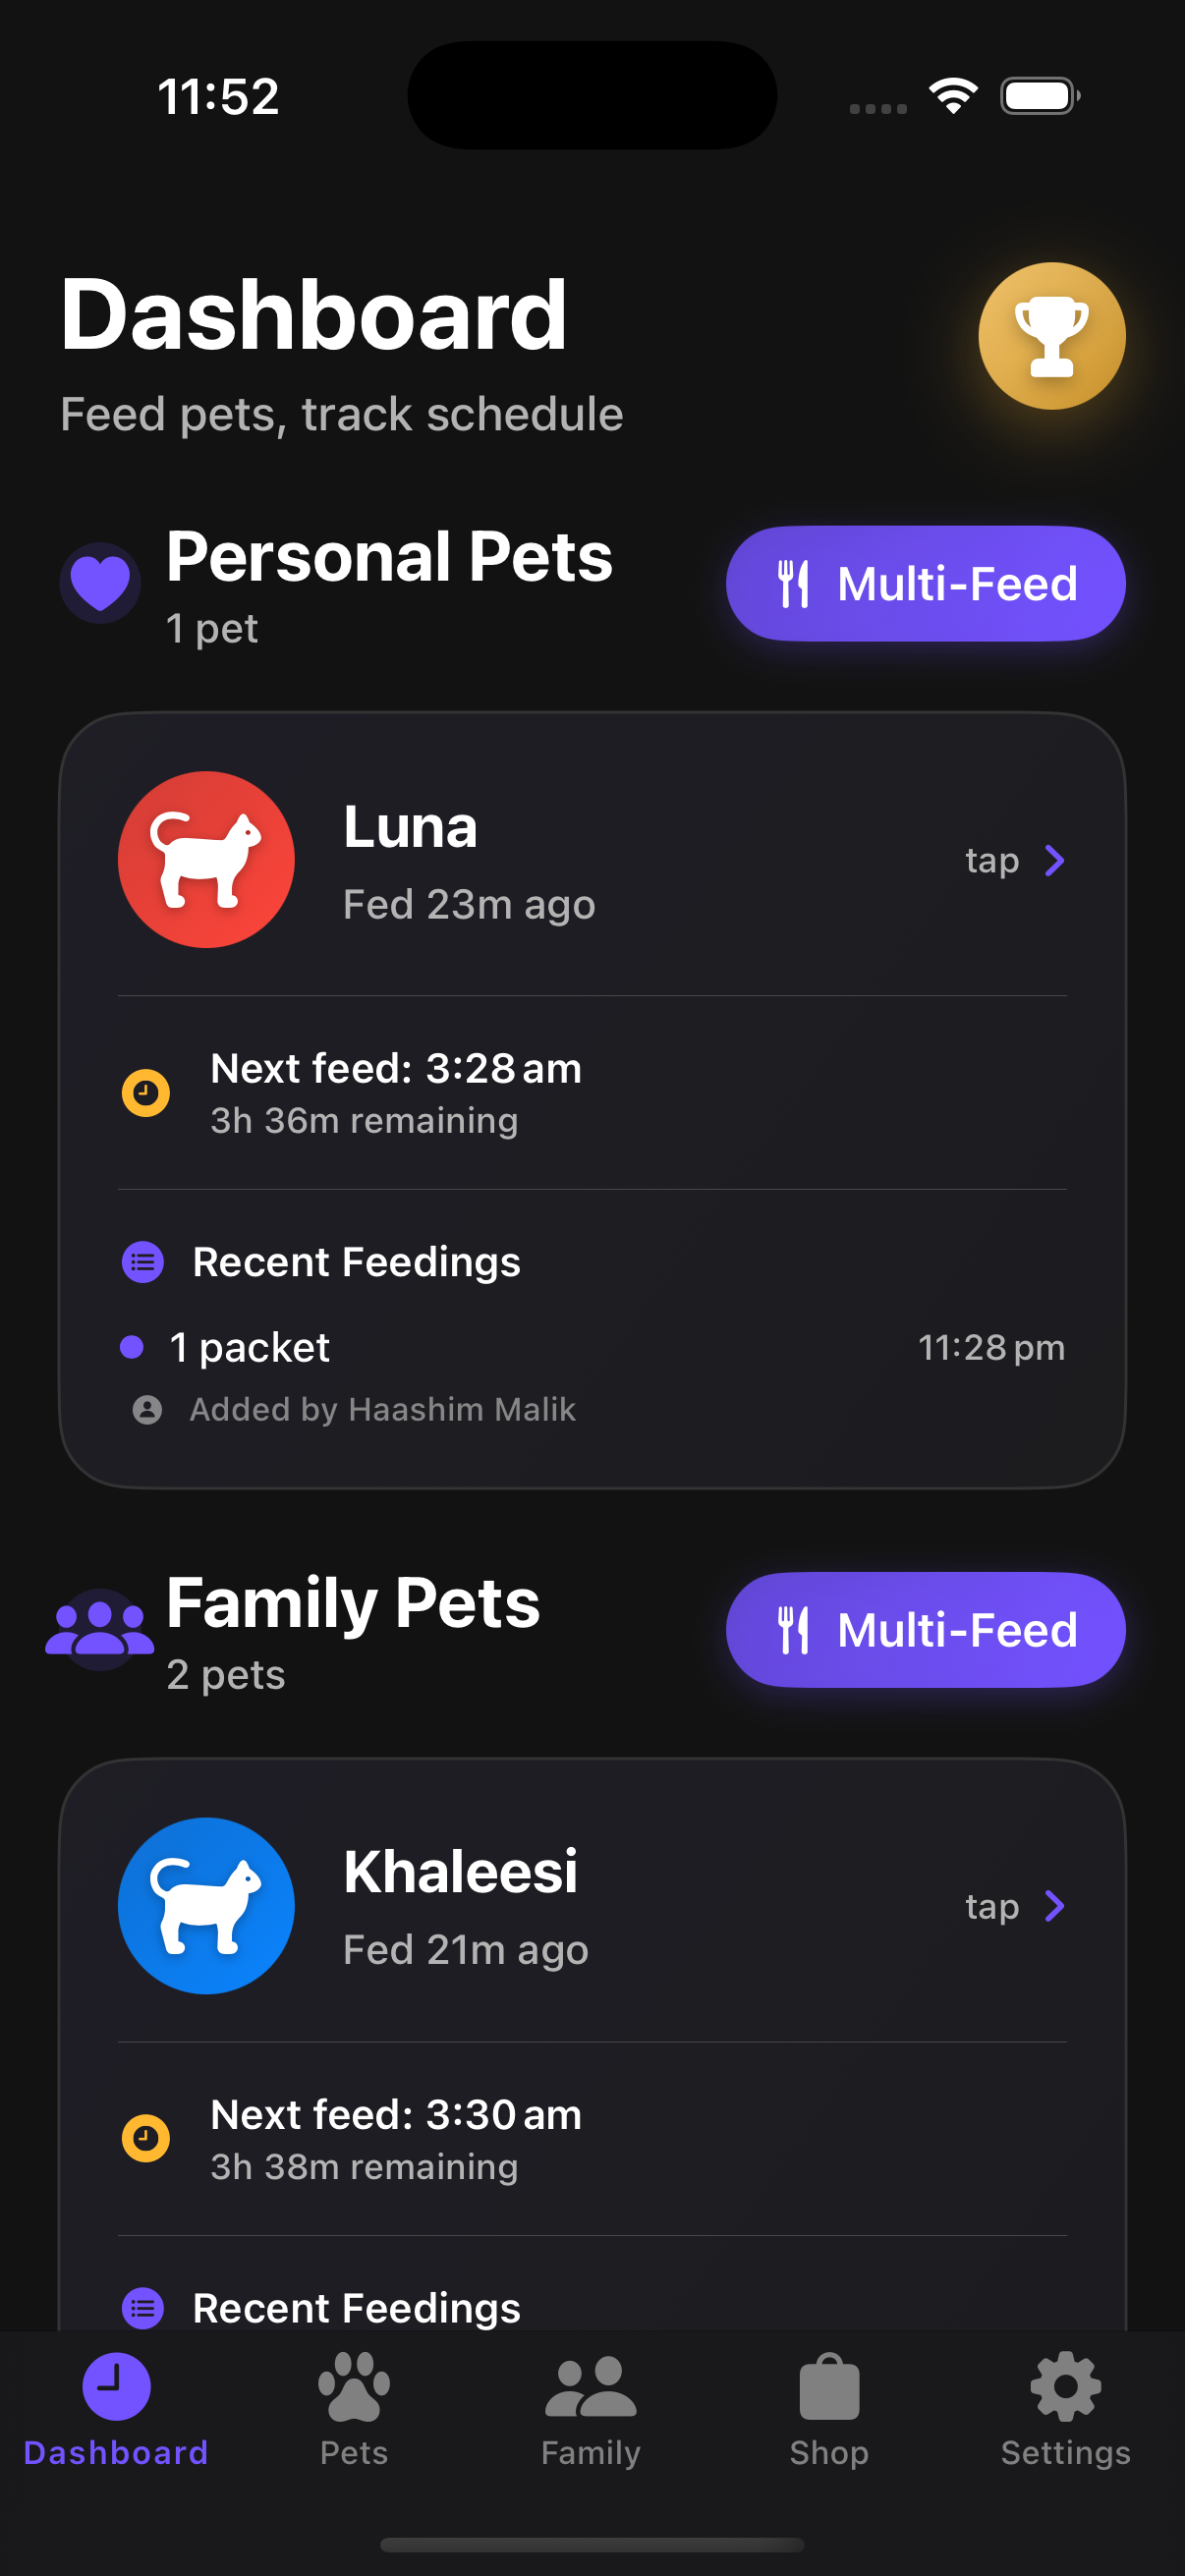 11:52
Dashboard
Feed pets, track schedule
Personal Pets
1 pet
Multi-Feed
Luna
Fed 23m ago
tap
Next feed: 3:28 am
3h 36m remaining
Recent Feedings
1 packet
11:28 pm
Added by Haashim Malik
Family Pets
2 pets
Multi-Feed
Khaleesi
Fed 21m ago
tap
Next feed: 3:30 am
3h 38m remaining
Recent Feedings
Dashboard
Pets
Family
Shop
Settings